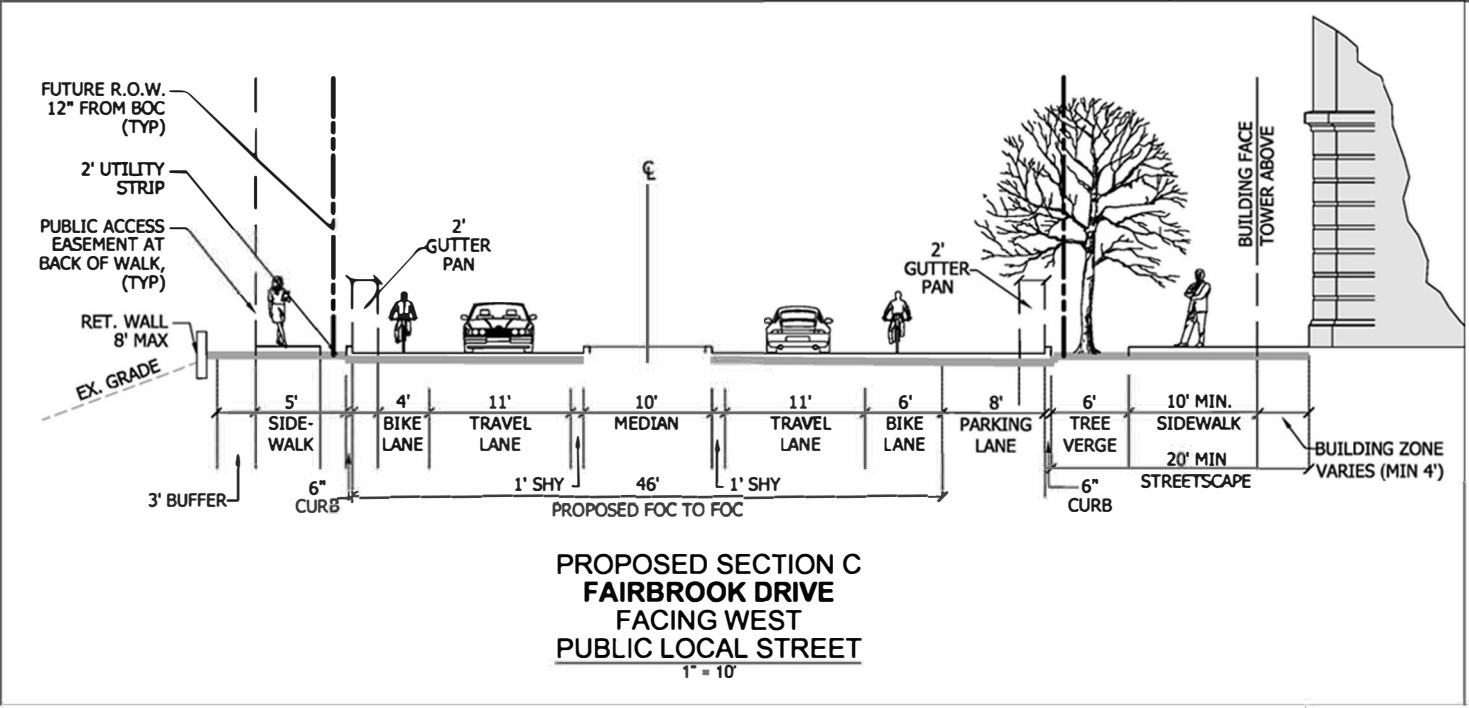 FUTURE R.O.W.
12" FROM BOC
(TYP)
2' UTILITY
STRIP
PUBLIC ACCESS
EASEMENT AT
BACK OF WALK,
(TYP)
RET. WALL
8' MAX
EX. GRADE
2'
GUTTER
PAN
℄
2'
GUTTER
PAN
BUILDING FACE
TOWER ABOVE
5'
SIDE-
WALK
4'
BIKE
LANE
11'
TRAVEL
LANE
10'
MEDIAN
11'
TRAVEL
LANE
6'
BIKE
LANE
8'
PARKING
LANE
6'
TREE
VERGE
10' MIN.
SIDEWALK
BUILDING ZONE
VARIES (MIN 4')
20' MIN
STREETSCAPE
3' BUFFER
6"
CURB
1' SHY
46'
1' SHY
PROPOSED FOC TO FOC
6"
CURB
PROPOSED SECTION C
FAIRBROOK DRIVE
FACING WEST
PUBLIC LOCAL STREET
1" = 10'